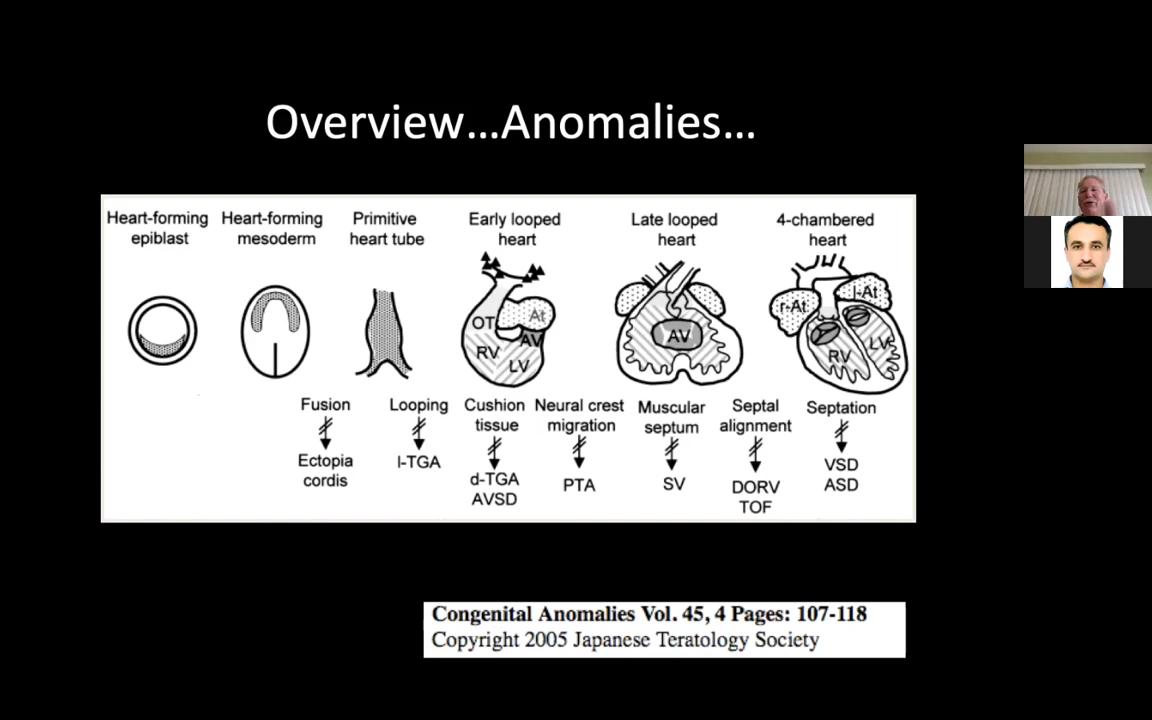 Overview…Anomalies…
Heart-forming epiblast
Heart-forming mesoderm
Primitive heart tube
Early looped heart
Late looped heart
4-chambered heart
OT
At
AV
RV
LV
AV
r-At
l-At
RV
LV
Fusion
Ectopia cordis
Looping
l-TGA
Cushion tissue
d-TGA
AVSD
Neural crest migration
PTA
Muscular septum
SV
Septal alignment
DORV
TOF
Septation
VSD
ASD
Congenital Anomalies Vol. 45, 4 Pages: 107-118
Copyright 2005 Japanese Teratology Society